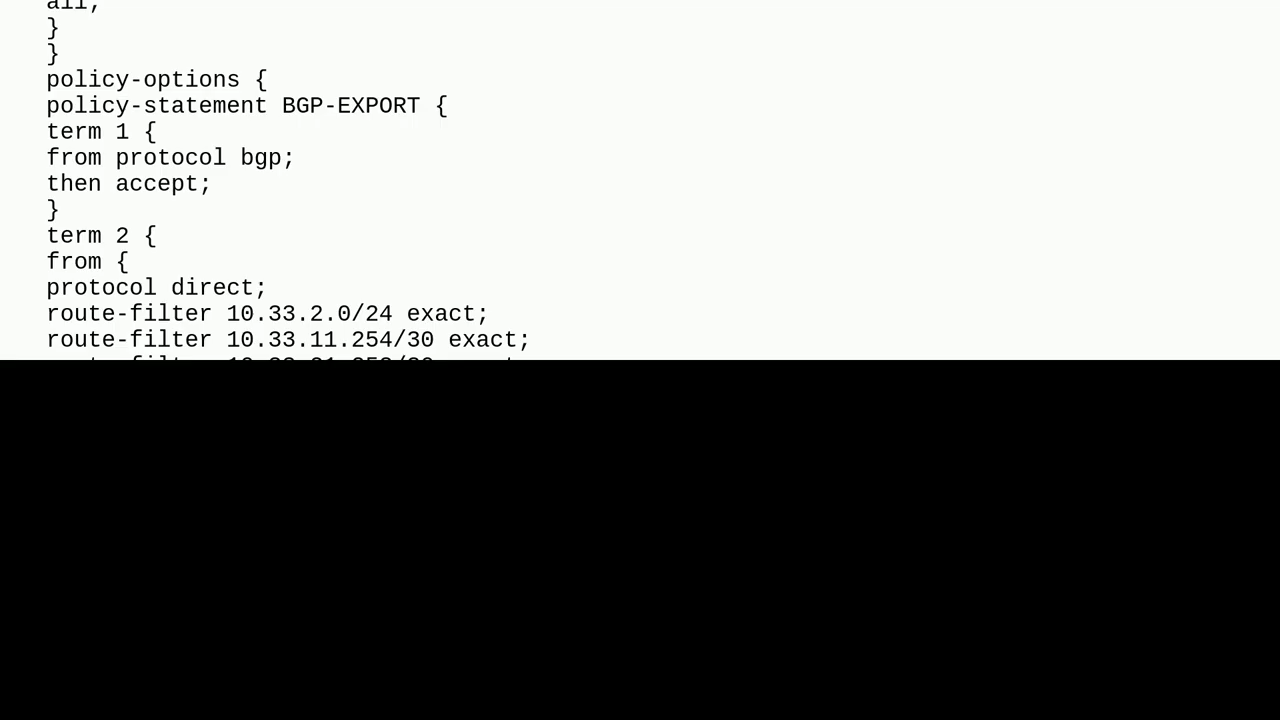 all;
}
}
policy-options {
policy-statement BGP-EXPORT {
term 1 {
from protocol bgp;
then accept;
}
term 2 {
from {
protocol direct;
route-filter 10.33.2.0/24 exact;
route-filter 10.33.11.254/30 exact;